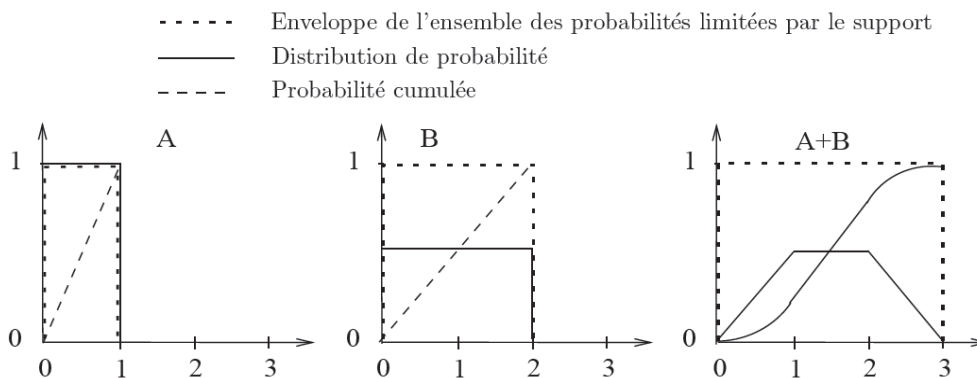 Enveloppe de l'ensemble des probabilités limitées par le support
Distribution de probabilité
Probabilité cumulée
A
B
A+B
1
1
1
0
0
0
0 1 2 3
0 1 2 3
0 1 2 3